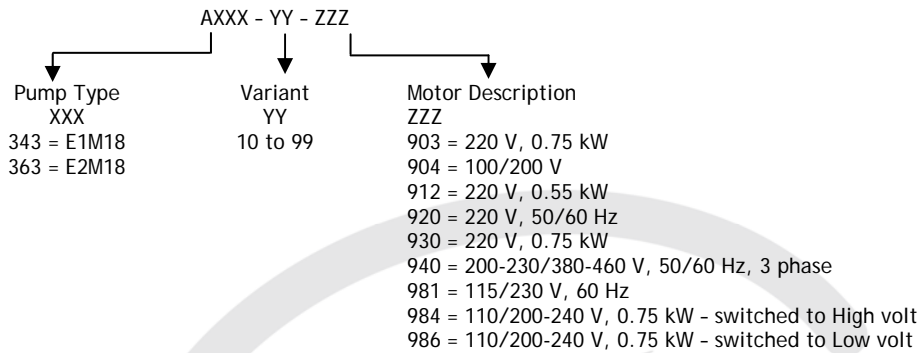 AXXX - YY - ZZZ
Pump Type
XXX
343 = E1M18
363 = E2M18
Variant
YY
10 to 99
Motor Description
ZZZ
903 = 220 V, 0.75 kW
904 = 100/200 V
912 = 220 V, 0.55 kW
920 = 220 V, 50/60 Hz
930 = 220 V, 0.75 kW
940 = 200-230/380-460 V, 50/60 Hz, 3 phase
981 = 115/230 V, 60 Hz
984 = 110/200-240 V, 0.75 kW – switched to High volt
986 = 110/200-240 V, 0.75 kW – switched to Low volt